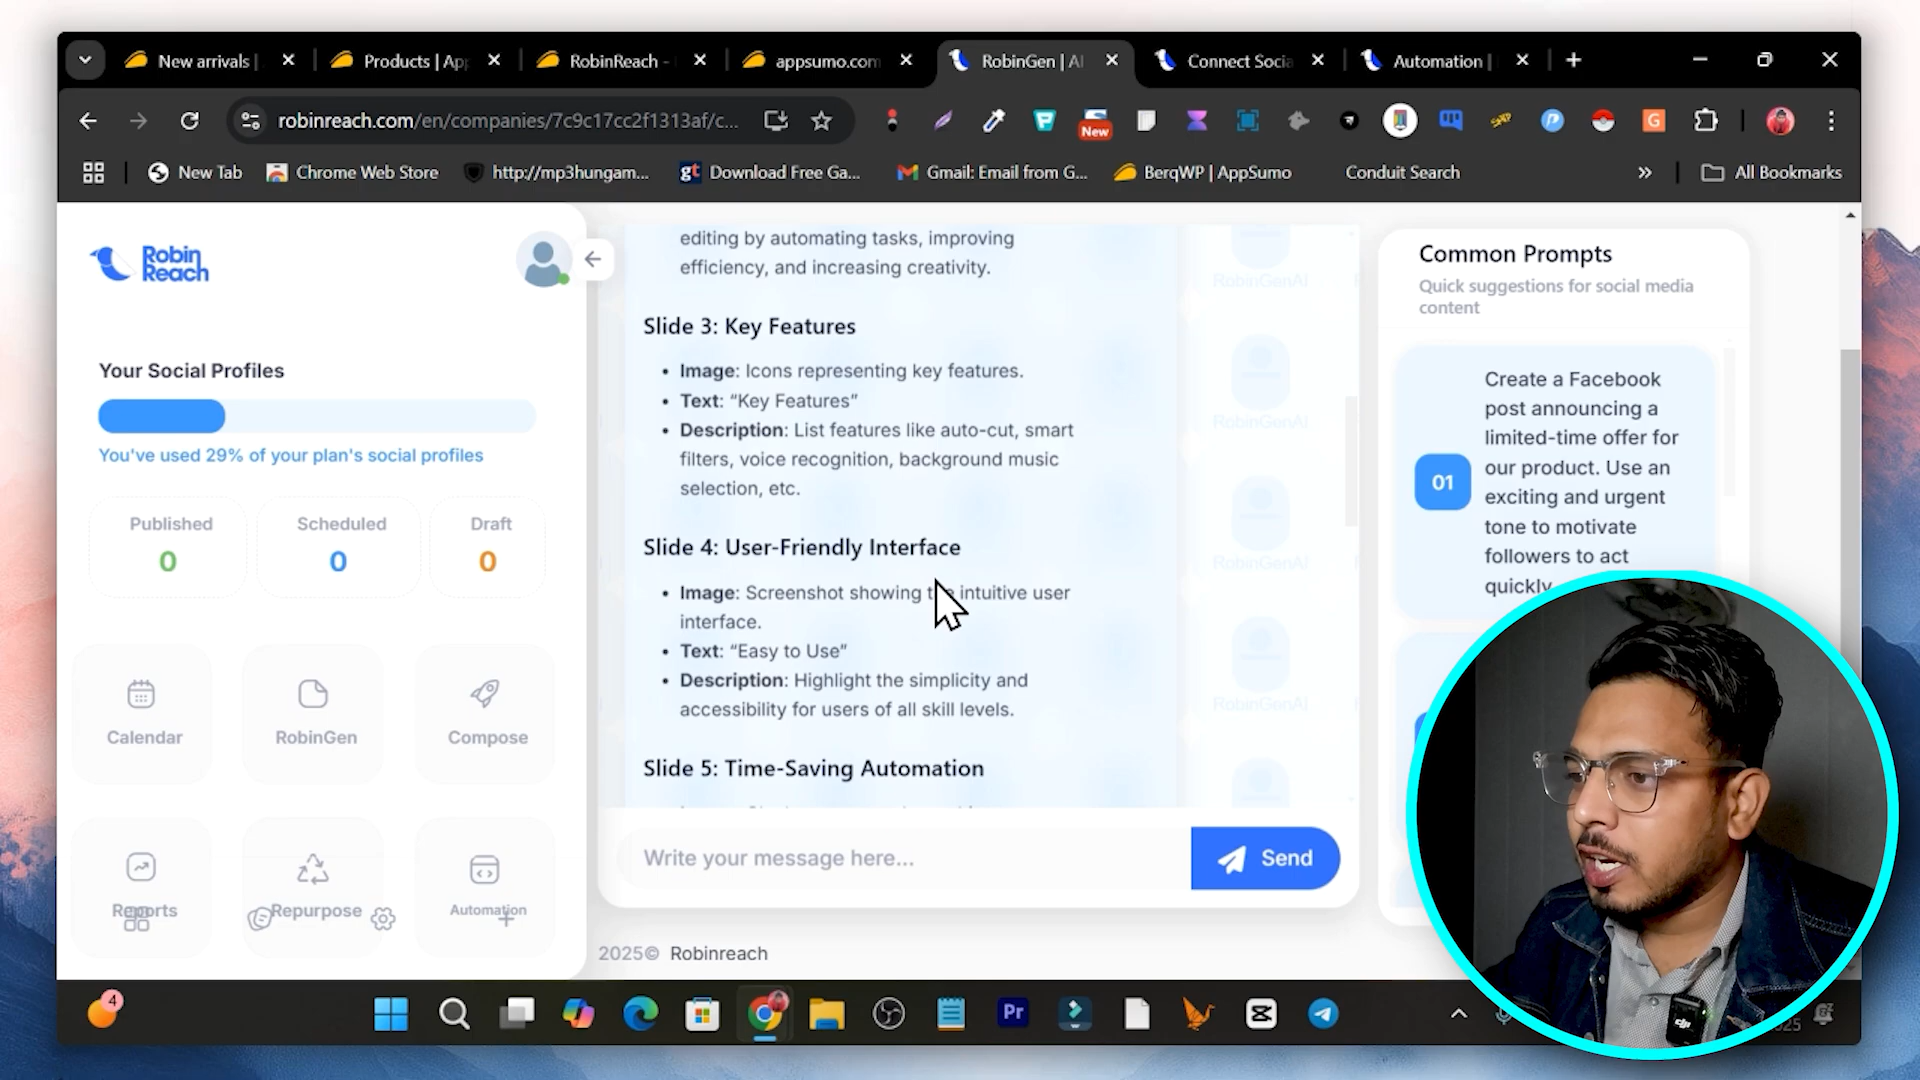 New arrivals |
Products | App
RobinReach -
appsumo.com
RobinGen | AI
Connect Socia
Automation |
robinreach.com/en/companies/7c9c17cc2f1313af/c...
New
New Tab
Chrome Web Store
http://mp3hungam...
gt
Download Free Ga...
Gmail: Email from G...
BerqWP | AppSumo
Conduit Search
All Bookmarks
Robin
Reach
Your Social Profiles
You've used 29% of your plan's social profiles
Published
0
Scheduled
0
Draft
0
Calendar
RobinGen
Compose
Reports
Repurpose
Automation
editing by automating tasks, improving
efficiency, and increasing creativity.
Slide 3: Key Features
• Image: Icons representing key features.
• Text: “Key Features”
• Description: List features like auto-cut, smart
filters, voice recognition, background music
selection, etc.
Slide 4: User-Friendly Interface
• Image: Screenshot showing the intuitive user
interface.
• Text: “Easy to Use”
• Description: Highlight the simplicity and
accessibility for users of all skill levels.
Slide 5: Time-Saving Automation
RobinGenAI
RobinGenAI
RobinGenAI
RobinGenAI
Write your message here...
Send
2025© Robinreach
Common Prompts
Quick suggestions for social media
content
01
Create a Facebook
post announcing a
limited-time offer for
our product. Use an
exciting and urgent
tone to motivate
followers to act
quickly
4
Pr
dji